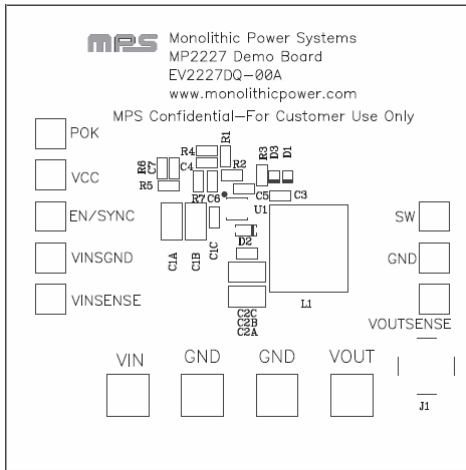 mps Monolithic Power Systems
MP2227 Demo Board
EV2227DQ-00A
www.monolithicpower.com
MPS Confidential-For Customer Use Only
POK
VCC
EN/SYNC
VINSGND
VINSENSE
R4
R1
R6
C7
C4
R3
D3
D1
R5
R2
R7
C6
C5
C3
U1
C1A
C1B
C1C
D2
C2C
C2B
C2A
L1
SW
GND
VOUTSENSE
VIN
GND
GND
VOUT
J1